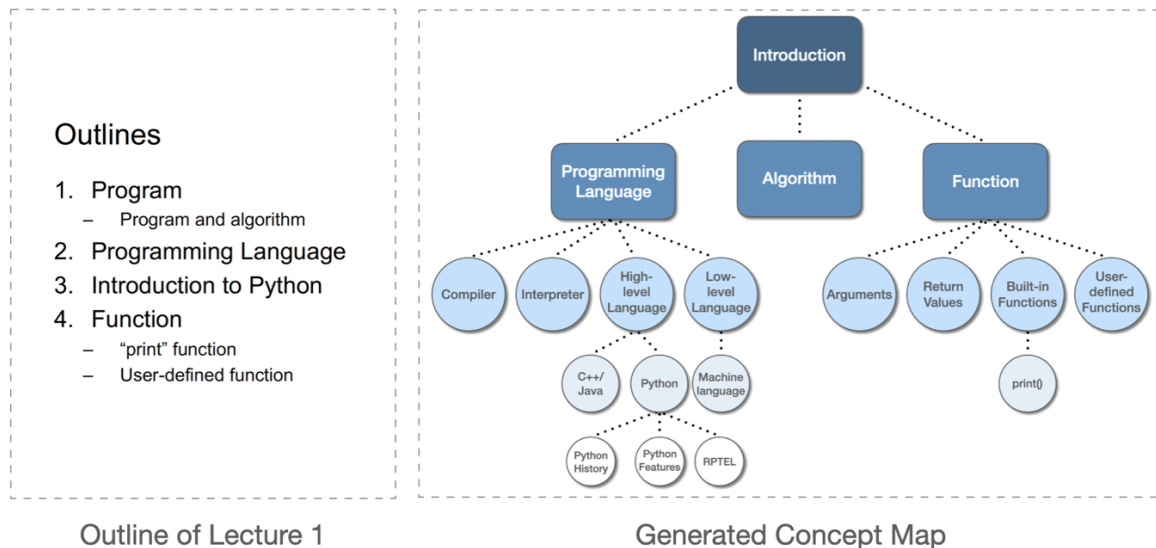 Outlines
1. Program
– Program and algorithm
2. Programming Language
3. Introduction to Python
4. Function
– “print” function
– User-defined function
Outline of Lecture 1
Introduction
Programming
Language
Algorithm
Function
Compiler
Interpreter
High-
level
Language
Low-
level
Language
Arguments
Return
Values
Built-in
Functions
User-
defined
Functions
C++/
Java
Python
Machine
language
print()
Python
History
Python
Features
RPTEL
Generated Concept Map